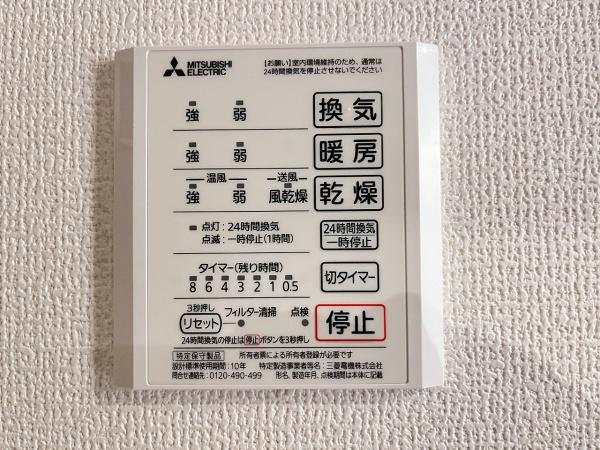 MITSUBISHI
ELECTRIC
【お願い】室内環境維持のため、通常は
24時間換気を停止させないでください
強 弱 換気
強 弱 暖房
温風 送風
強 弱 風乾燥 乾燥
点灯：24時間換気
点滅：一時停止(1時間)
24時間換気
一時停止
タイマー(残り時間)
8 6 4 3 2 1 0.5
切タイマー
3秒押し
リセット フィルター清掃 点検
停止
24時間換気の停止は停止ボタンを3秒押し
特定保守製品 所有者票による所有者登録が必要です
設計標準使用期間：10年 特定製造事業者等名：三菱電機株式会社
問合せ連絡先：0120-490-499 形名、製造年月、点検期間は本体に記載